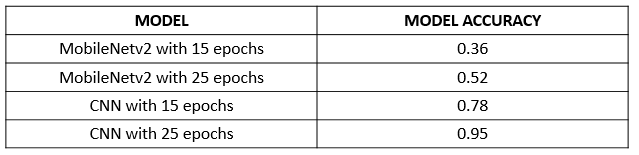 MODEL MODEL ACCURACY
MobileNetv2 with 15 epochs 0.36
MobileNetv2 with 25 epochs 0.52
CNN with 15 epochs 0.78
CNN with 25 epochs 0.95